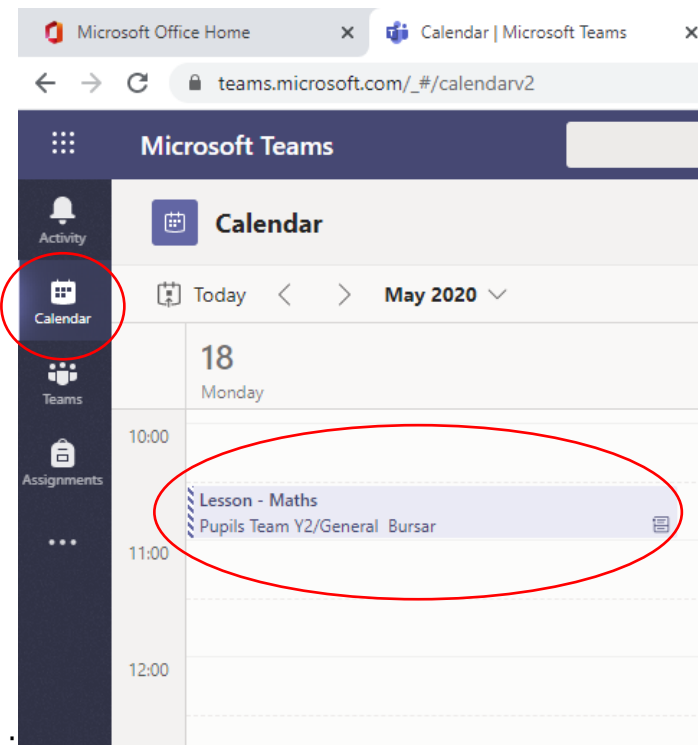 Microsoft Office Home
Calendar | Microsoft Teams
teams.microsoft.com/_#/calendarv2
Microsoft Teams
Activity
Calendar
Calendar
Today
May 2020
Teams
18
Monday
Assignments
10:00
Lesson - Maths
Pupils Team Y2/General Bursar
11:00
12:00
.